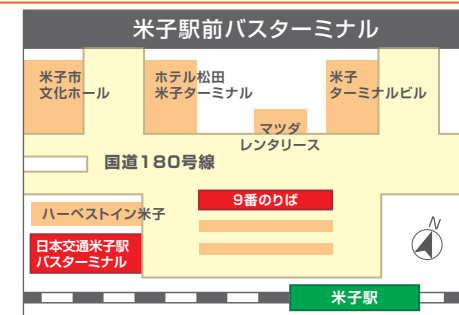 米子駅前バスターミナル
米子市
文化ホール
ホテル松田
米子ターミナル
米子
ターミナルビル
マツダ
レンタリース
国道180号線
9番のりば
ハーベストイン米子
日本交通米子駅
バスターミナル
N
米子駅